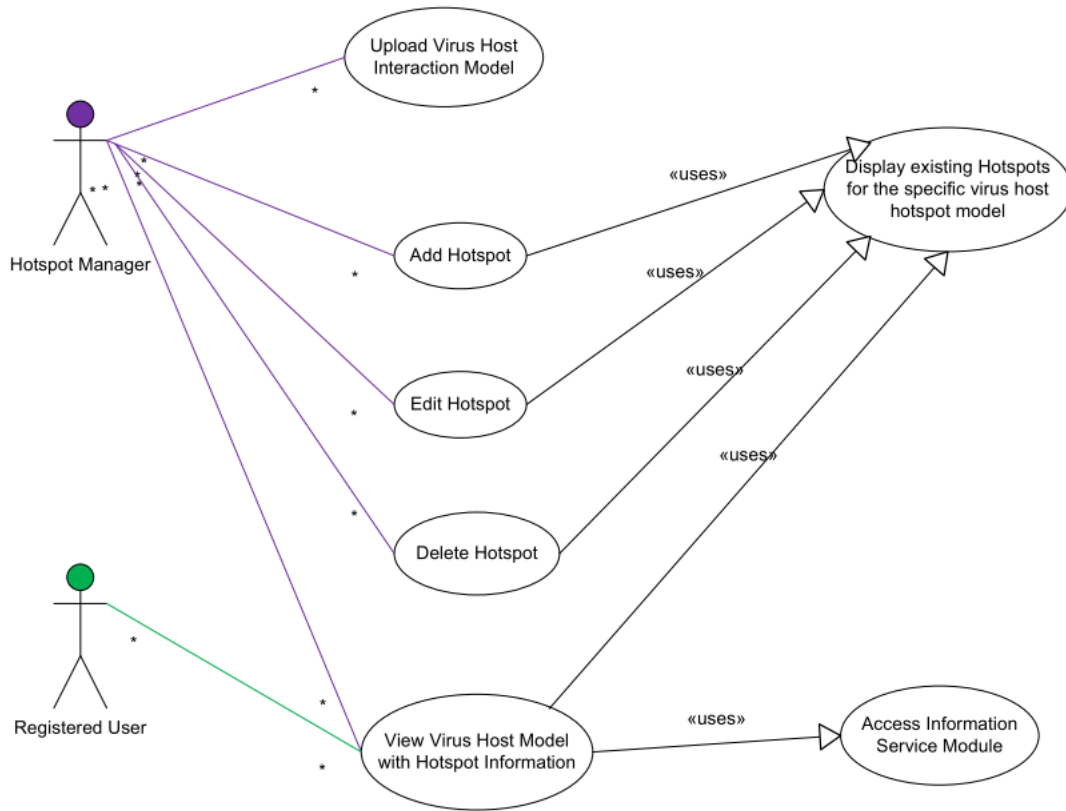 Upload Virus Host
Interaction Model
*
Hotspot Manager
*
*
*
*
*
Display existing Hotspots
for the specific virus host
hotspot model
«uses»
Add Hotspot
*
«uses»
Edit Hotspot
*
«uses»
Delete Hotspot
*
«uses»
Registered User
*
*
*
View Virus Host Model
with Hotspot Information
«uses»
Access Information
Service Module